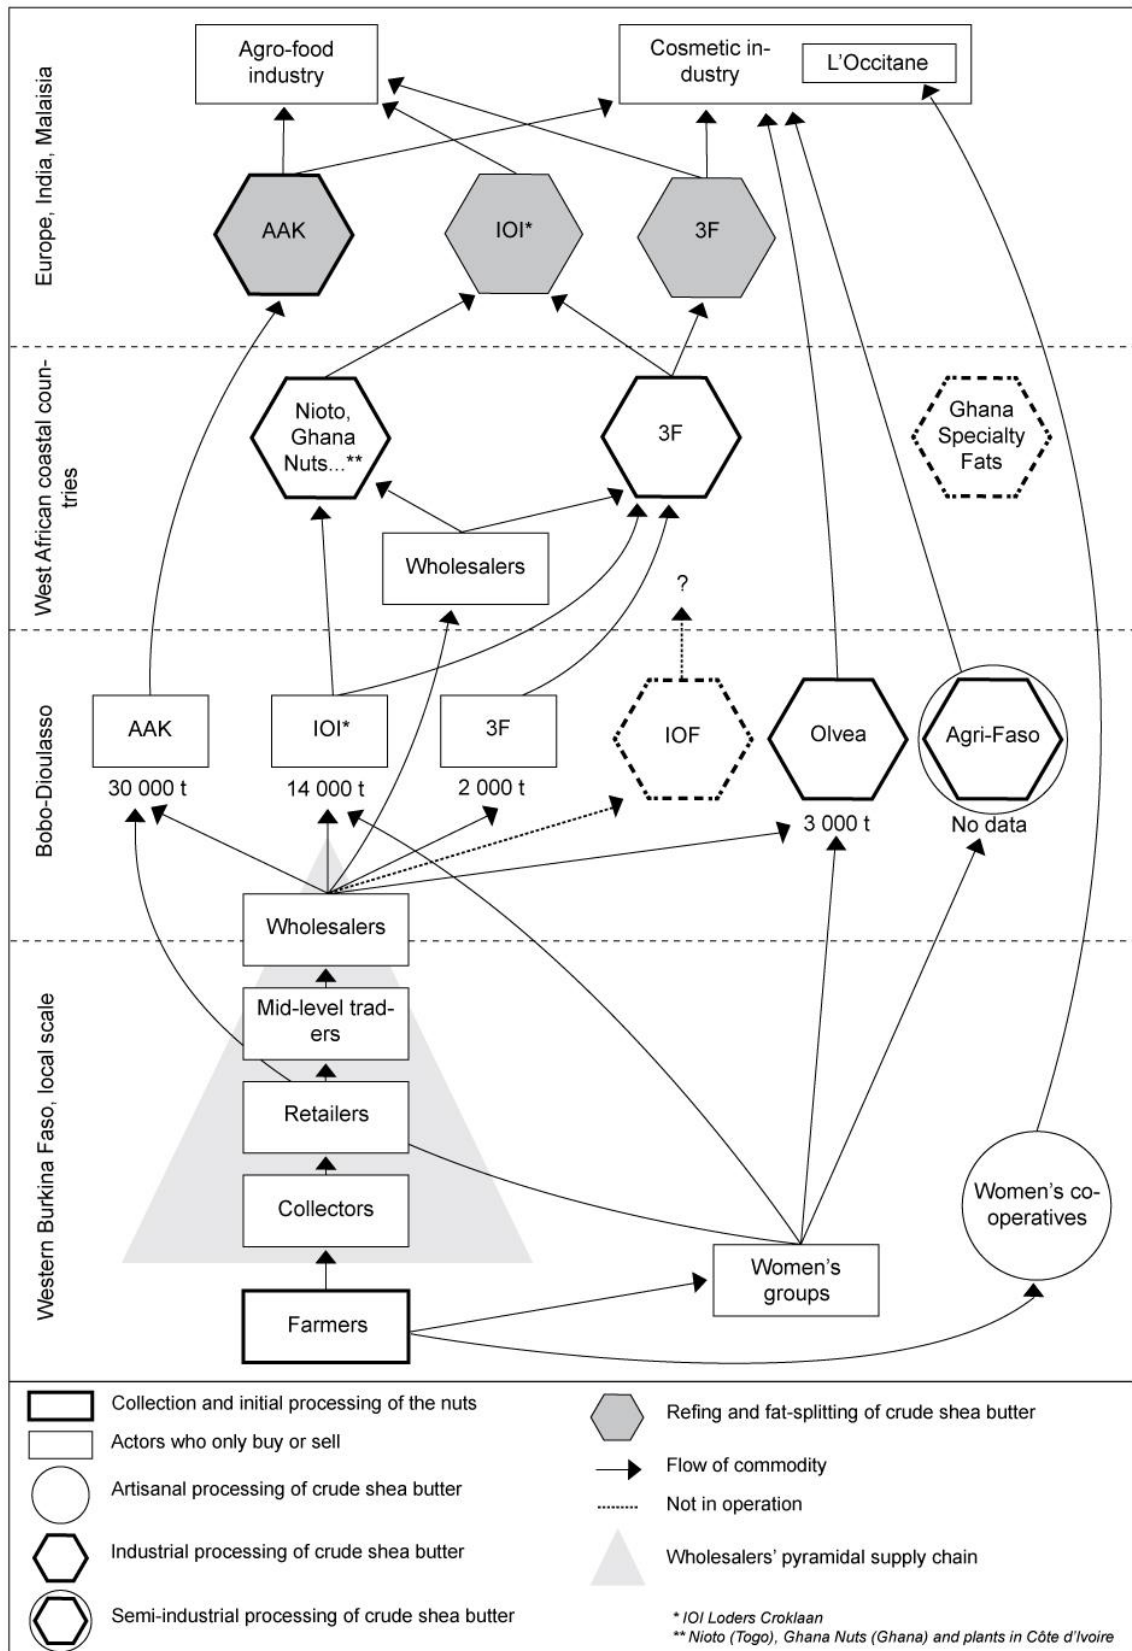 Europe, India, Malaisia
Agro-food
industry
Cosmetic in-
dustry
L'Occitane
AAK
IOI*
3F
West African coastal coun-
tries
Nioto,
Ghana
Nuts...**
3F
Ghana
Specialty
Fats
Wholesalers
?
Bobo-Dioulasso
AAK
30 000 t
IOI*
14 000 t
3F
2 000 t
IOF
Olvea
3 000 t
Agri-Faso
No data
Wholesalers
Western Burkina Faso, local scale
Mid-level trad-
ers
Retailers
Collectors
Farmers
Women's
groups
Women's co-
operatives
Collection and initial processing of the nuts
Actors who only buy or sell
Artisanal processing of crude shea butter
Industrial processing of crude shea butter
Semi-industrial processing of crude shea butter
Refing and fat-splitting of crude shea butter
Flow of commodity
Not in operation
Wholesalers' pyramidal supply chain
* IOI Loders Croklaan
** Nioto (Togo), Ghana Nuts (Ghana) and plants in Côte d'Ivoire